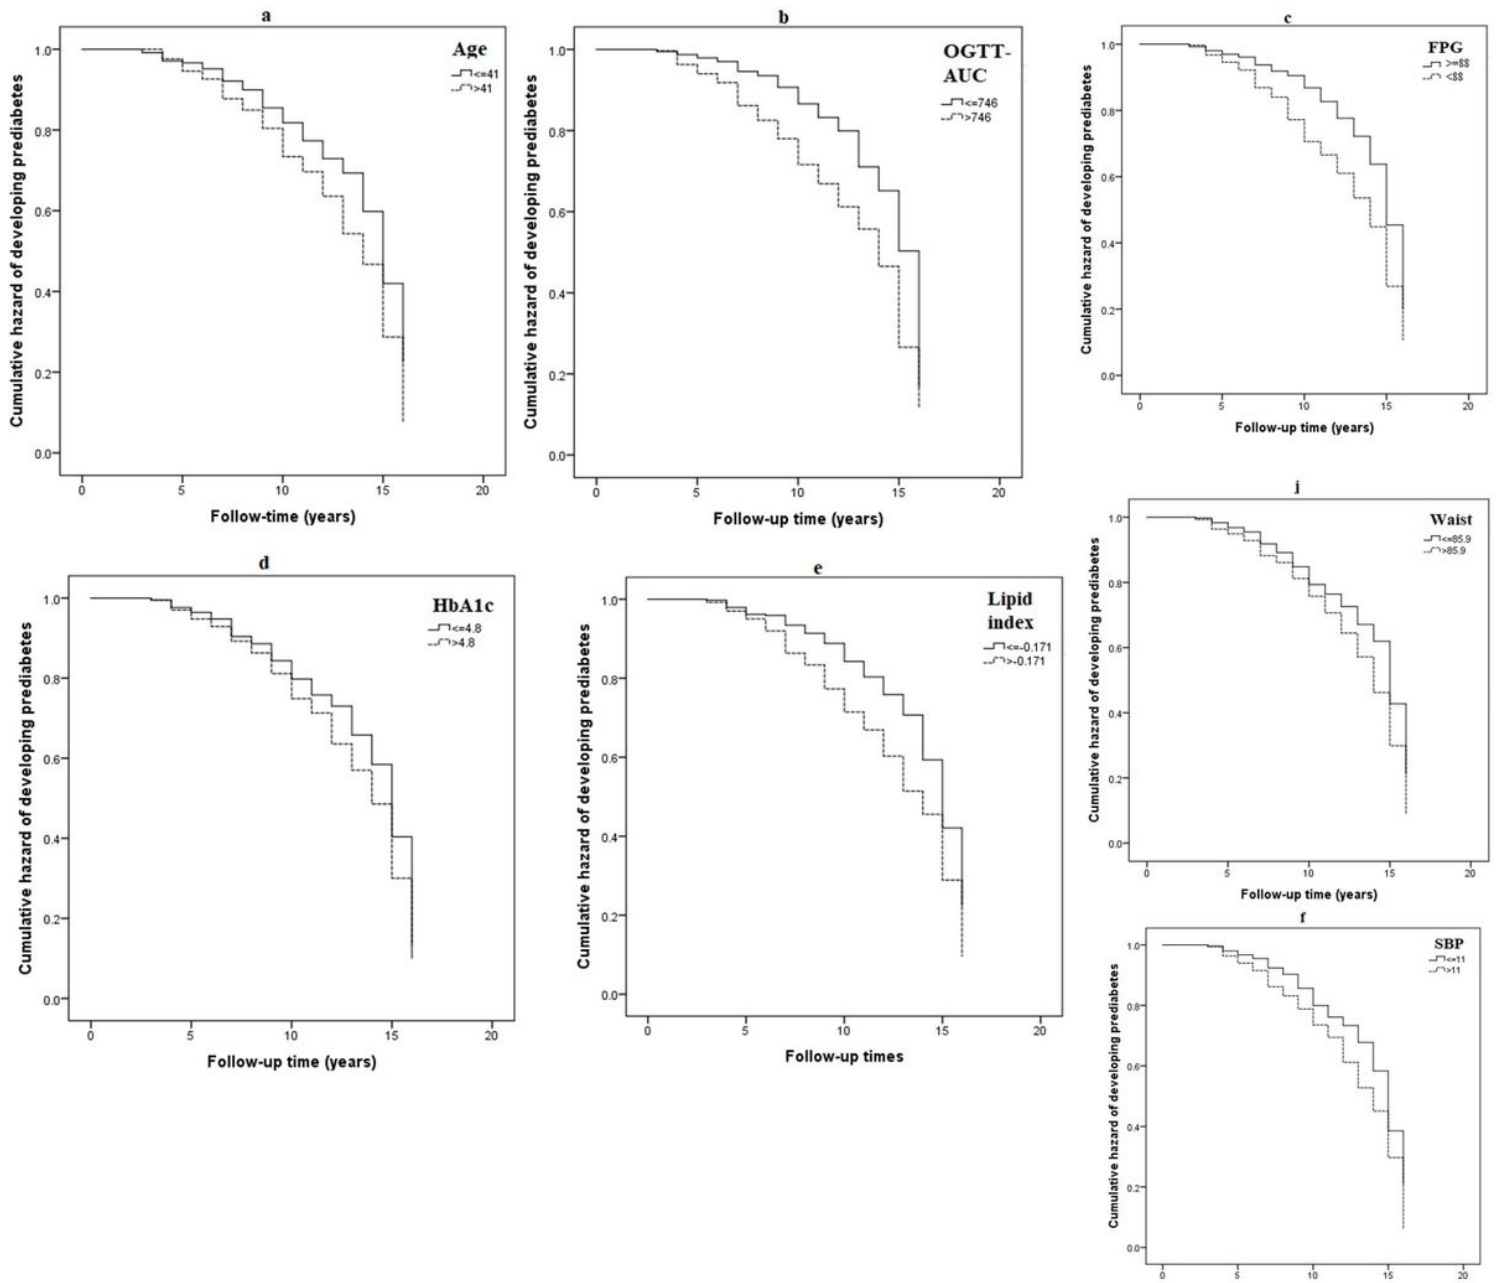 a
Age
<=41
>41
Cumulative hazard of developing prediabetes
1.0
0.8
0.6
0.4
0.2
0.0
0 5 10 15 20
Follow-time (years)
b
OGTT-
AUC
<=746
>746
Cumulative hazard of developing prediabetes
1.0
0.8
0.6
0.4
0.2
0.0
0 5 10 15 20
Follow-up time (years)
c
FPG
>=88
<88
Cumulative hazard of developing prediabetes
1.0
0.8
0.6
0.4
0.2
0.0
0 5 10 15 20
Follow-up time (years)
d
HbA1c
<=4.8
>4.8
Cumulative hazard of developing prediabetes
1.0
0.8
0.6
0.4
0.2
0.0
0 5 10 15 20
Follow-up time (years)
e
Lipid
index
<=-0.171
>-0.171
Cumulative hazard of developing prediabetes
1.0
0.8
0.6
0.4
0.2
0.0
0 5 10 15 20
Follow-up times
j
Waist
<=85.9
>85.9
Cumulative hazard of developing prediabetes
1.0
0.8
0.6
0.4
0.2
0.0
0 5 10 15 20
Follow-up time (years)
f
SBP
<=11
>11
Cumulative hazard of developing prediabetes
1.0
0.8
0.6
0.4
0.2
0.0
0 5 10 15 20